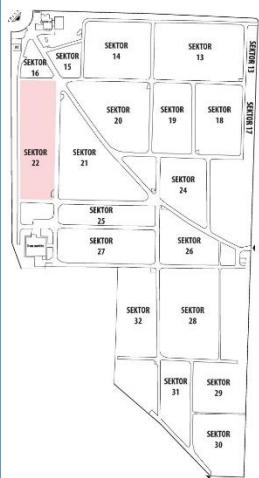 SEKTOR
14
SEKTOR
13
SEKTOR 13
SEKTOR
15
SEKTOR
16
SEKTOR
20
SEKTOR
19
SEKTOR
18
SEKTOR 17
SEKTOR
22
SEKTOR
21
SEKTOR
24
SEKTOR
25
SEKTOR
27
SEKTOR
26
SEKTOR
32
SEKTOR
28
SEKTOR
31
SEKTOR
29
SEKTOR
30